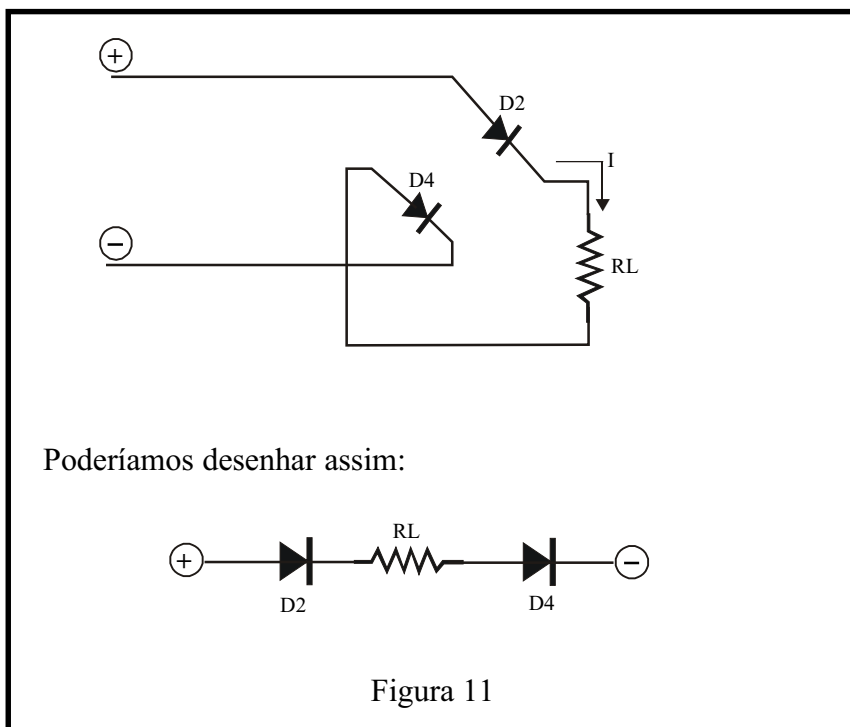 +
D2
I
D4
−
RL
Poderíamos desenhar assim:
RL
+
−
D2
D4
Figura 11